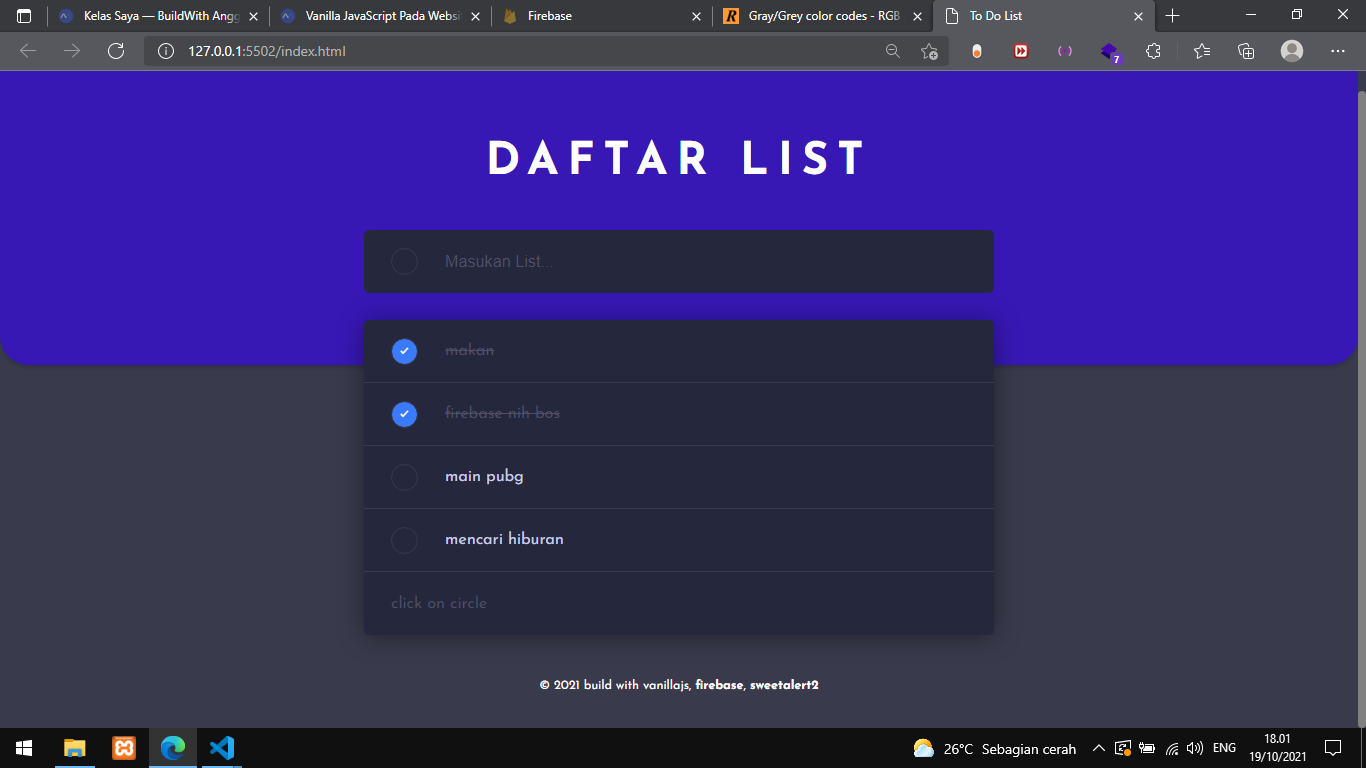 Kelas Saya — BuildWith Angg
Vanilla JavaScript Pada Websi
Firebase
R Gray/Grey color codes - RGB
To Do List
127.0.0.1:5502/index.html
7
DAFTAR LIST
Masukan List...
makan
firebase nih bos
main pubg
mencari hiburan
click on circle
© 2021 build with vanillajs, firebase, sweetalert2
26°C Sebagian cerah
ENG
18.01
19/10/2021